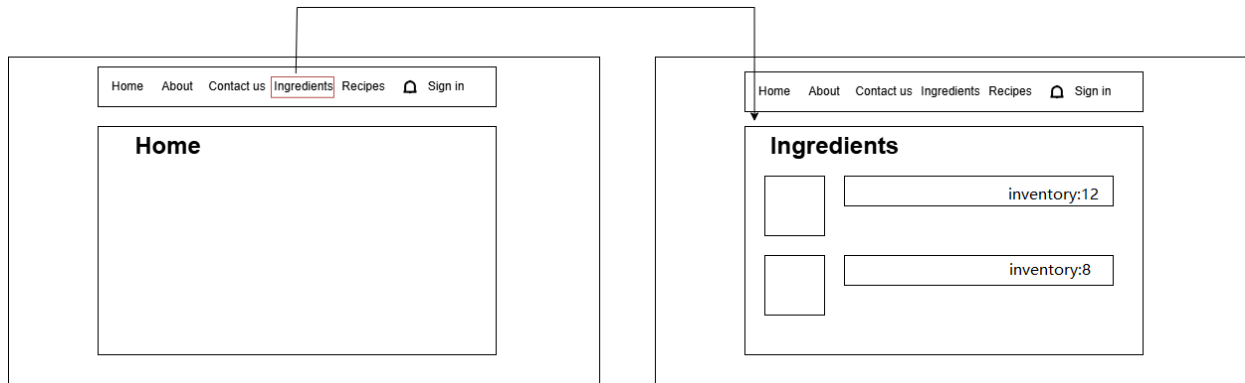 Home About Contact us Ingredients Recipes Sign in
Home
Home About Contact us Ingredients Recipes Sign in
Ingredients
inventory:12
inventory:8